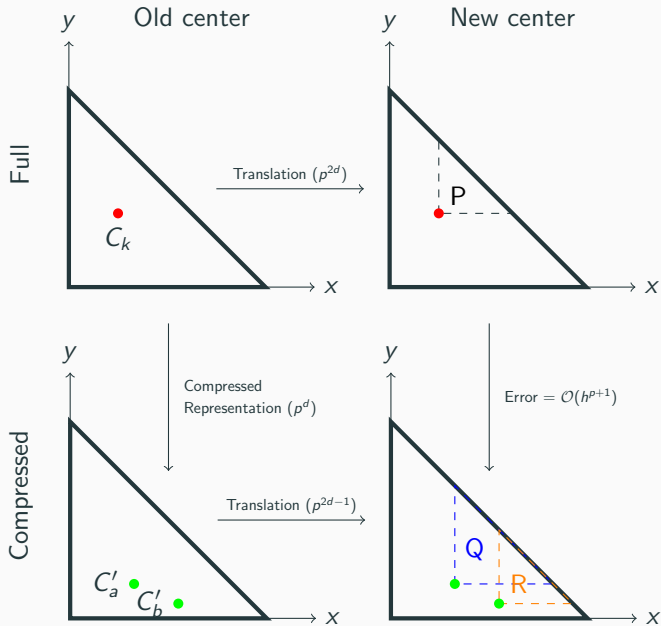 Old center
New center
y
y
Full
Translation (p^{2d})
P
C_k
x
x
y
y
Compressed
Representation (p^d)
Error = 𝒪(h^{p+1})
Compressed
Translation (p^{2d−1})
Q
C'_a
C'_b
R
x
x